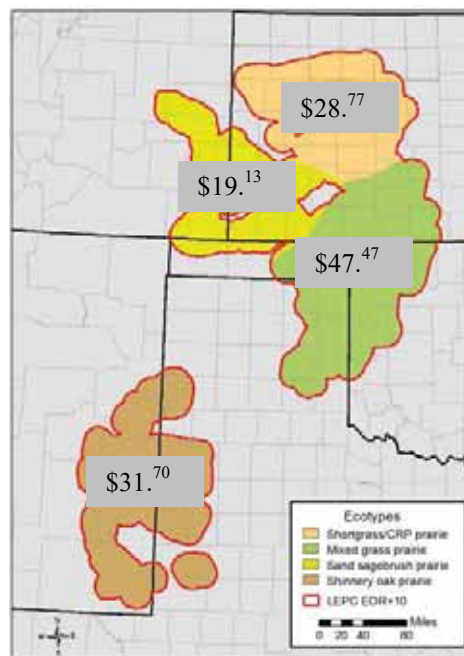 $28.77
$19.13
$47.47
$31.70
Ecotypes
Shortgrass/CRP prairie
Mixed grass prairie
Sand sagebrush prairie
Shinnery oak prairie
LEPC EOR+10
Miles
0 20 40 80